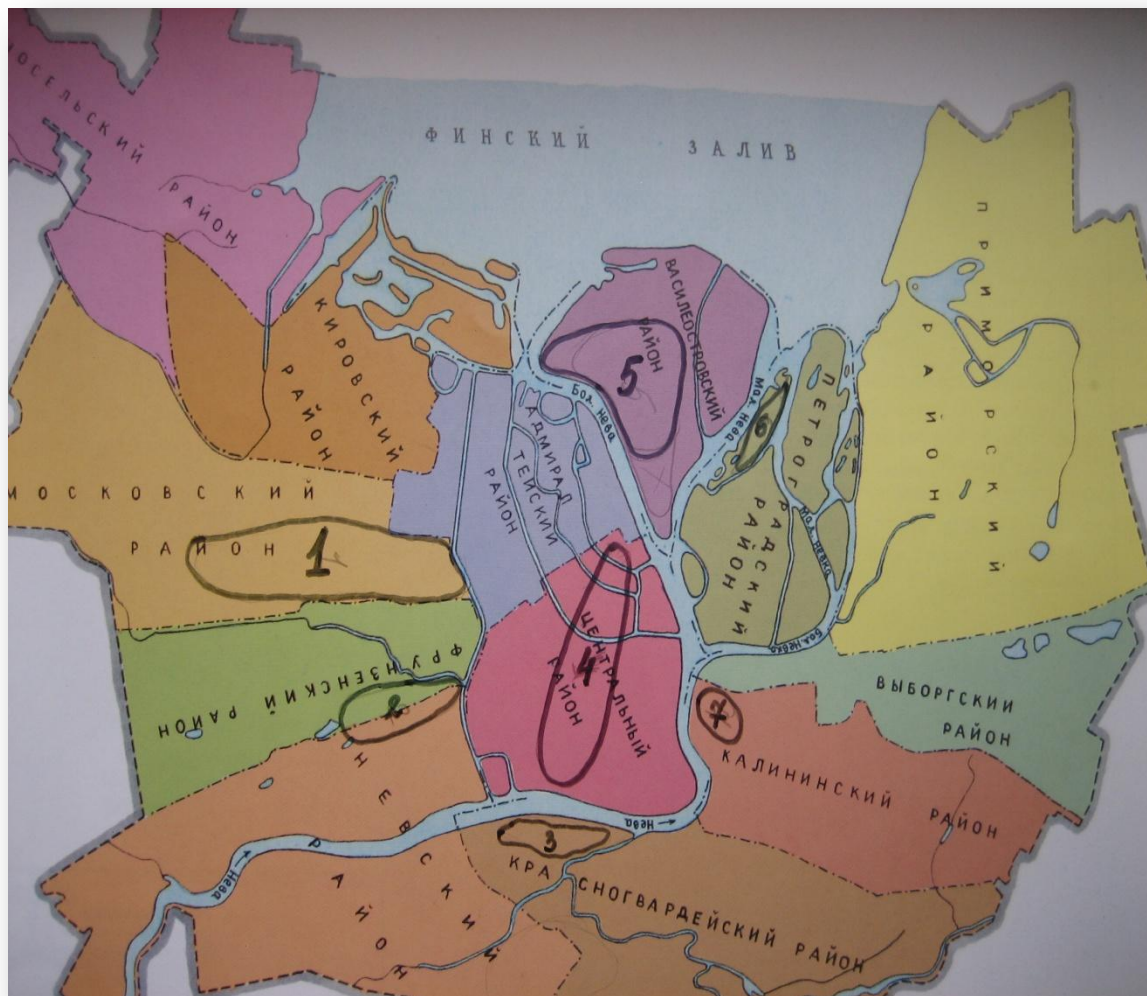 ОСЕЛЬСКИЙ
РАЙОН
ФИНСКИЙ ЗАЛИВ
ПРИМОРСКИЙ
РАЙОН
КИРОВСКИЙ
РАЙОН
ВАСИЛЕОСТРОВСКИЙ
РАЙОН
5
Бол. Нева
Мал. Нева
6
ПЕТРОГРАДСКИЙ
РАЙОН
Мал. Невка
Бол. Невка
АДМИРАЛТЕЙСКИЙ
РАЙОН
МОСКОВСКИЙ
РАЙОН
1
ФРУНЗЕНСКИЙ РАЙОН
2
ЦЕНТРАЛЬНЫЙ
РАЙОН
4
7
ВЫБОРГСКИЙ
РАЙОН
КАЛИНИНСКИЙ РАЙОН
НЕВСКИЙ
РАЙОН
Нева
Нева
3
КРАСНОГВАРДЕЙСКИЙ РАЙОН